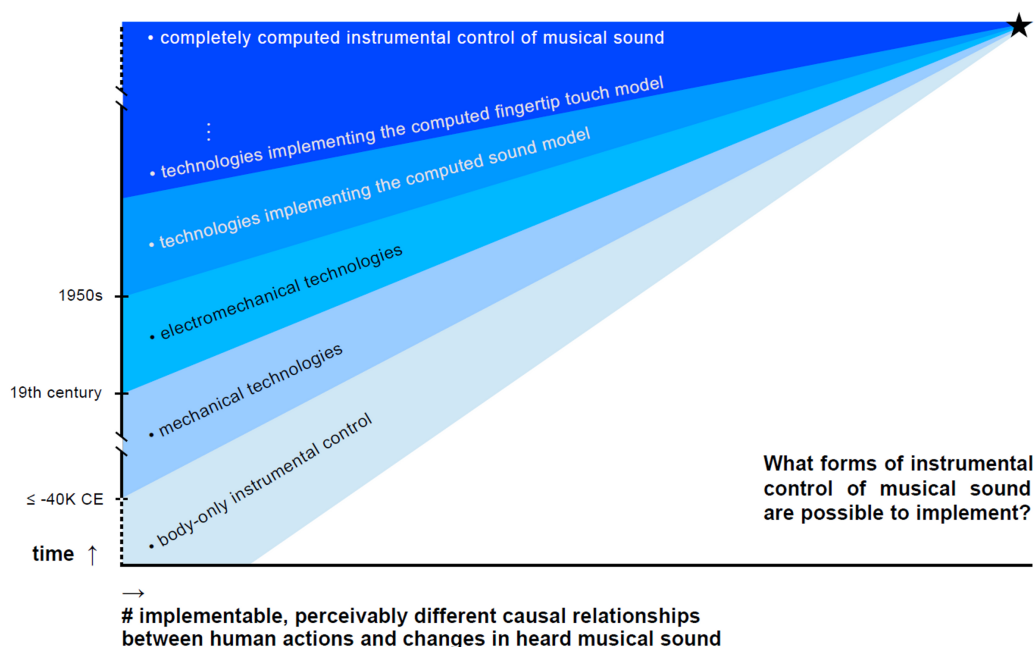 • completely computed instrumental control of musical sound
⋮
• technologies implementing the computed fingertip touch model
• technologies implementing the computed sound model
1950s
• electromechanical technologies
19th century
• mechanical technologies
≤ -40K CE
• body-only instrumental control
What forms of instrumental
control of musical sound
are possible to implement?
time ↑
→
# implementable, perceivably different causal relationships
between human actions and changes in heard musical sound